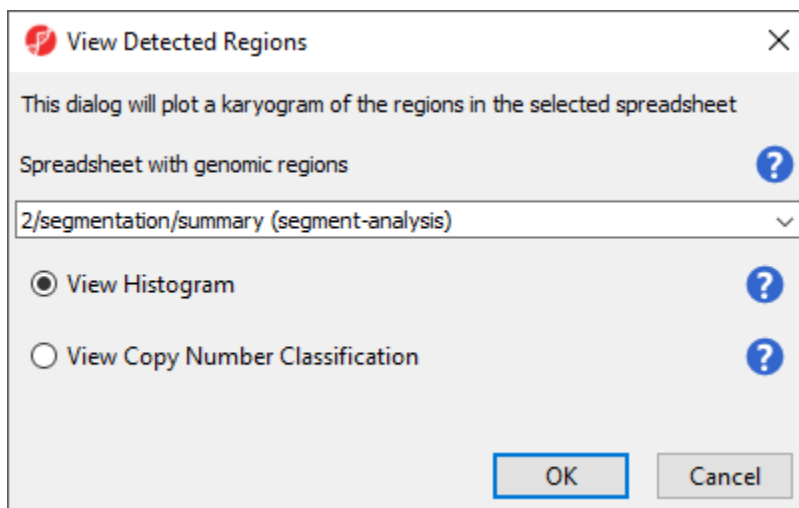 View Detected Regions
This dialog will plot a karyogram of the regions in the selected spreadsheet
Spreadsheet with genomic regions
?
2/segmentation/summary (segment-analysis)
View Histogram
?
View Copy Number Classification
?
OK
Cancel